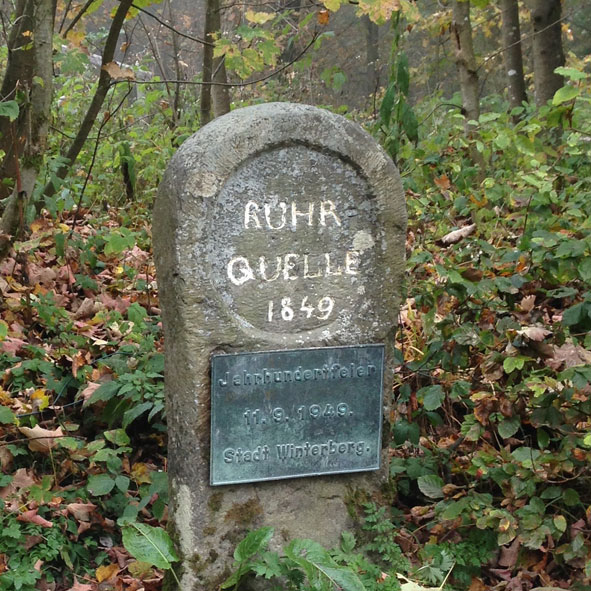 RUHR
QUELLE
1849
Jahrhundertfeier
11.9.1949.
Stadt Winterberg.